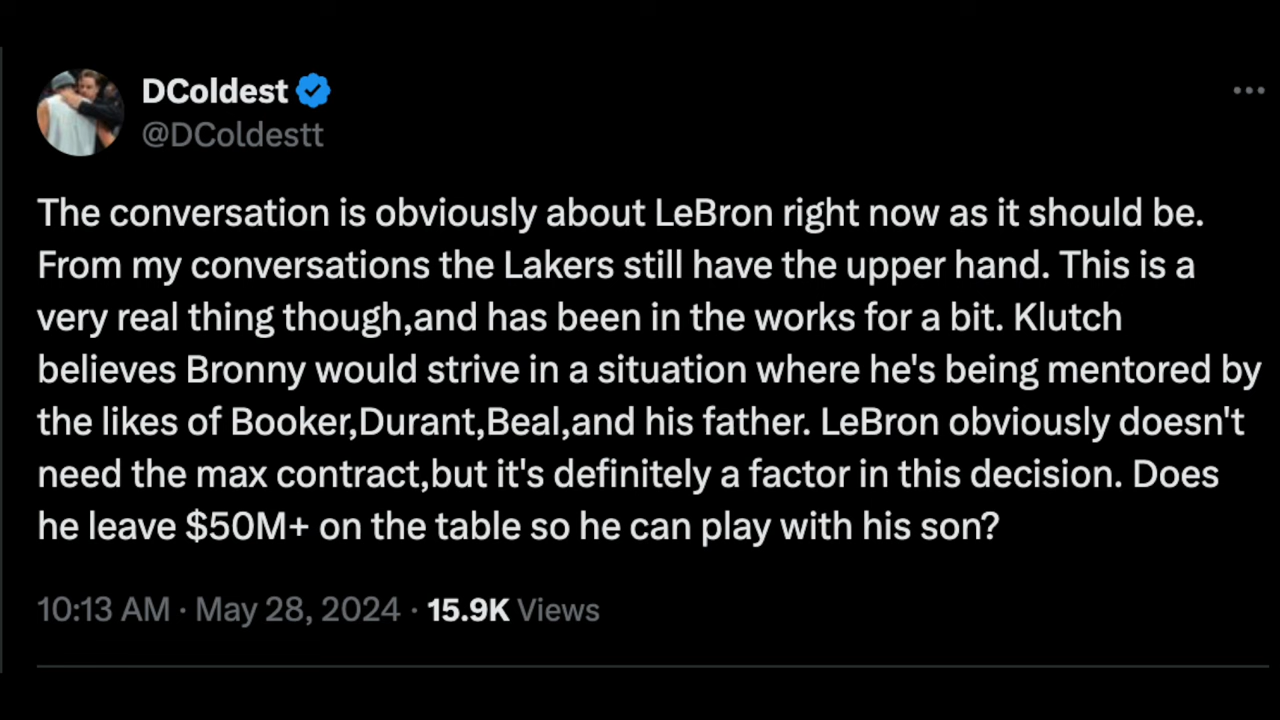 DColdest
@DColdestt
The conversation is obviously about LeBron right now as it should be.
From my conversations the Lakers still have the upper hand. This is a
very real thing though,and has been in the works for a bit. Klutch
believes Bronny would strive in a situation where he's being mentored by
the likes of Booker,Durant,Beal,and his father. LeBron obviously doesn't
need the max contract,but it's definitely a factor in this decision. Does
he leave $50M+ on the table so he can play with his son?
10:13 AM · May 28, 2024 · 15.9K Views